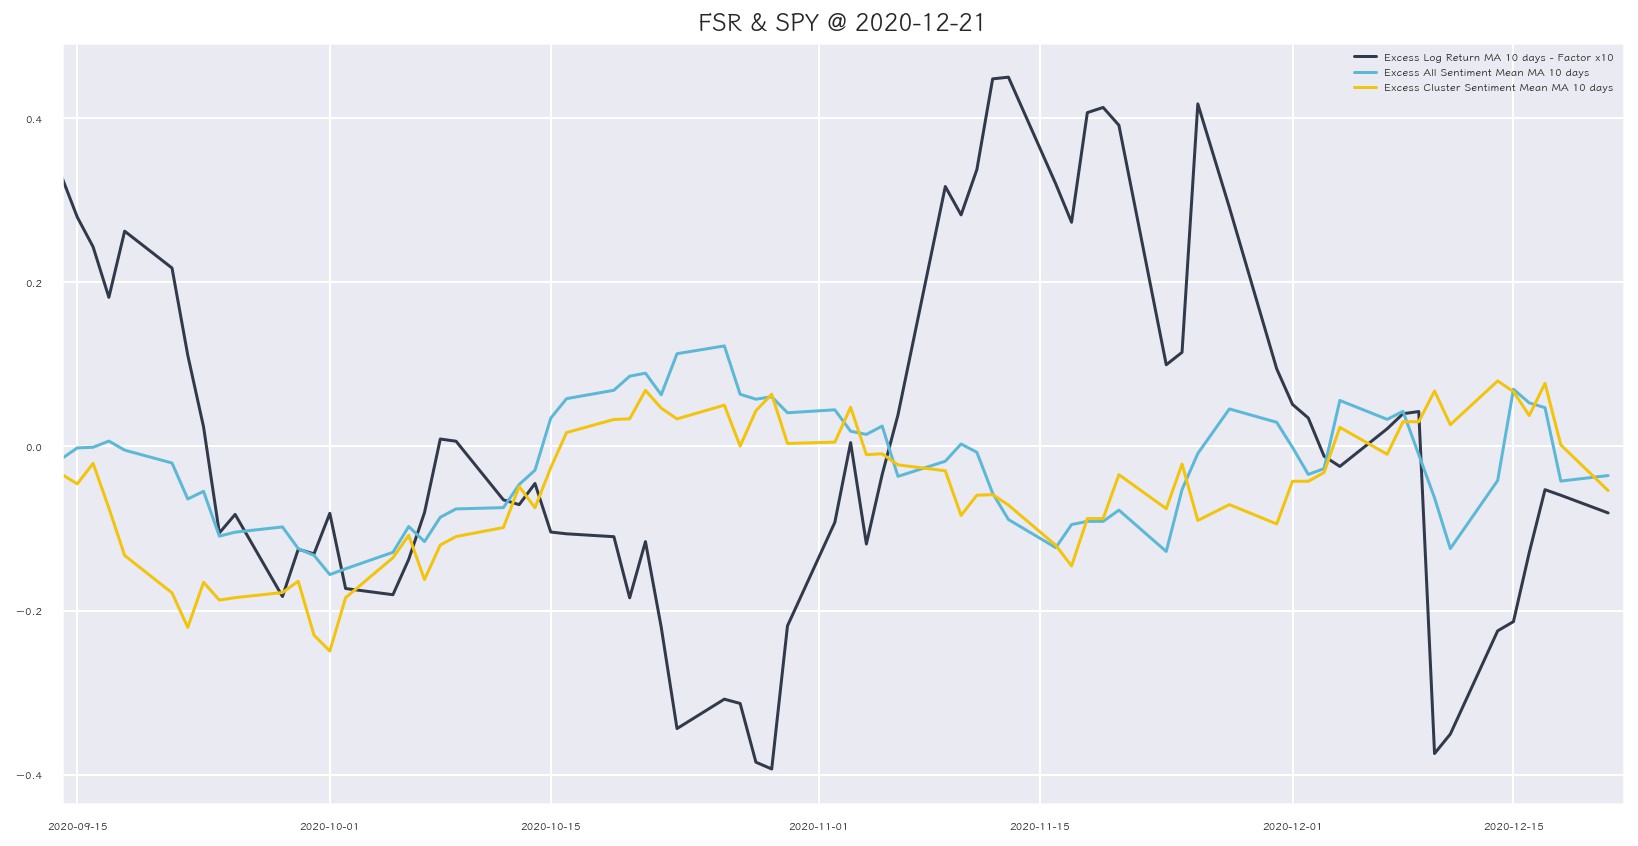 FSR & SPY @ 2020-12-21
Excess Log Return MA 10 days - Factor x10
Excess All Sentiment Mean MA 10 days
Excess Cluster Sentiment Mean MA 10 days
0.4
0.2
0.0
−0.2
−0.4
2020-09-15 2020-10-01 2020-10-15 2020-11-01 2020-11-15 2020-12-01 2020-12-15